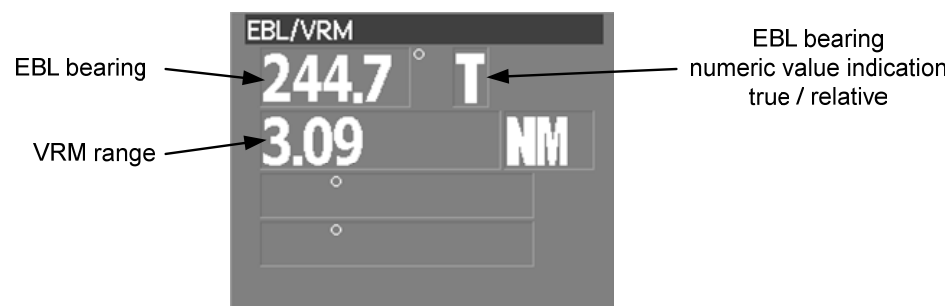 EBL/VRM
EBL bearing
244.7° T
EBL bearing
numeric value indication
true / relative
VRM range
3.09 NM
°
°